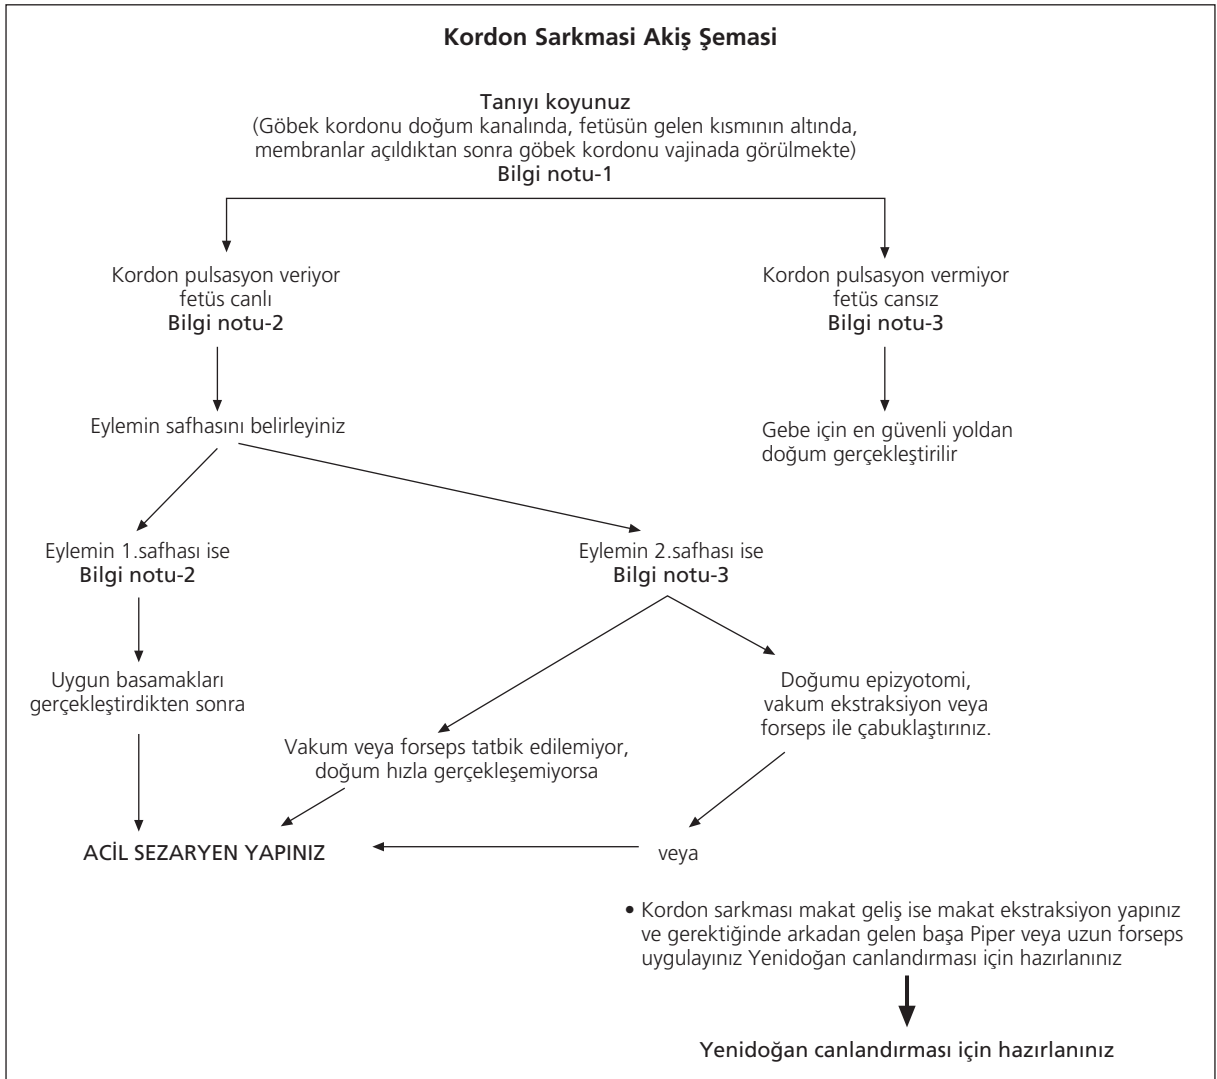 Kordon Sarkmasi Akiş Şemasi
Tanıyı koyunuz
(Göbek kordonu doğum kanalında, fetüsün gelen kısmının altında,
membranlar açıldıktan sonra göbek kordonu vajinada görülmekte)
Bilgi notu-1
Kordon pulsasyon veriyor
fetüs canlı
Bilgi notu-2
Kordon pulsasyon vermiyor
fetüs cansız
Bilgi notu-3
Eylemin safhasını belirleyiniz
Gebe için en güvenli yoldan
doğum gerçekleştirilir
Eylemin 1.safhası ise
Bilgi notu-2
Eylemin 2.safhası ise
Bilgi notu-3
Uygun basamakları
gerçekleştirdikten sonra
Doğumu epizyotomi,
vakum ekstraksiyon veya
forseps ile çabuklaştırınız.
Vakum veya forseps tatbik edilemiyor,
doğum hızla gerçekleşemiyorsa
ACİL SEZARYEN YAPINIZ
veya
• Kordon sarkması makat geliş ise makat ekstraksiyon yapınız
ve gerektiğinde arkadan gelen başa Piper veya uzun forseps
uygulayınız Yenidoğan canlandırması için hazırlanınız
Yenidoğan canlandırması için hazırlanınız